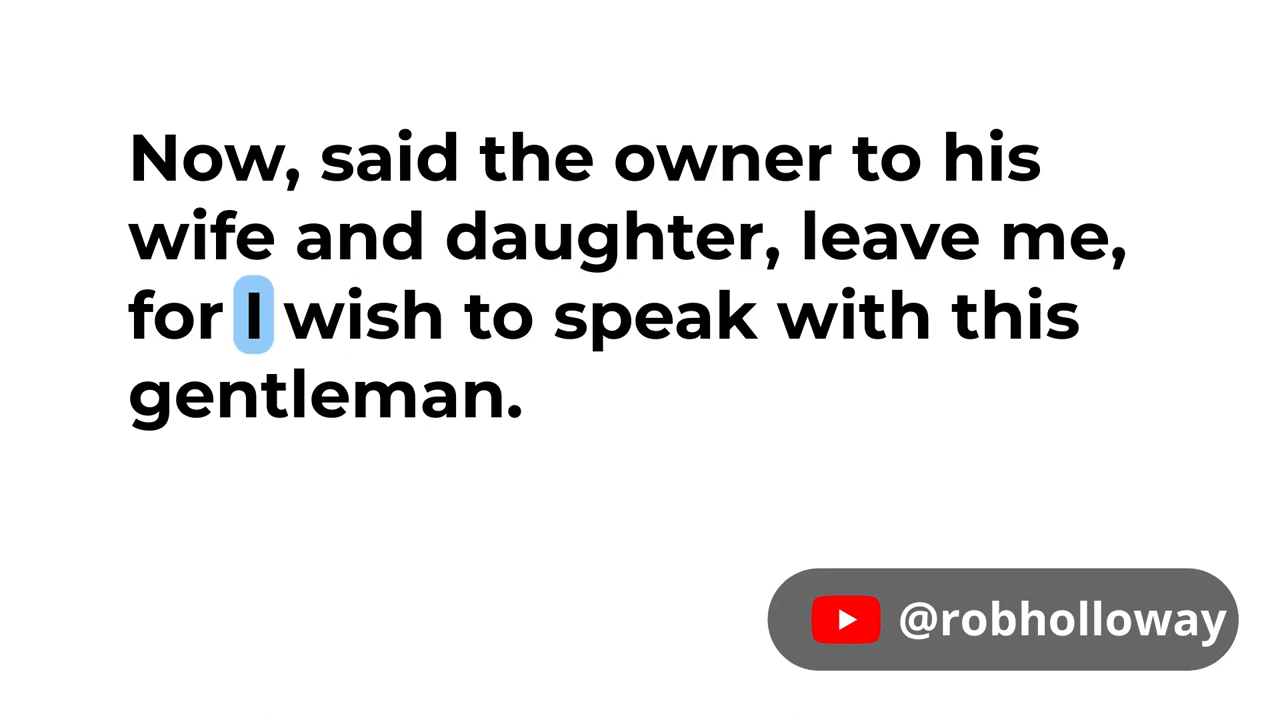 Now, said the owner to his
wife and daughter, leave me,
for I wish to speak with this
gentleman.
@robholloway